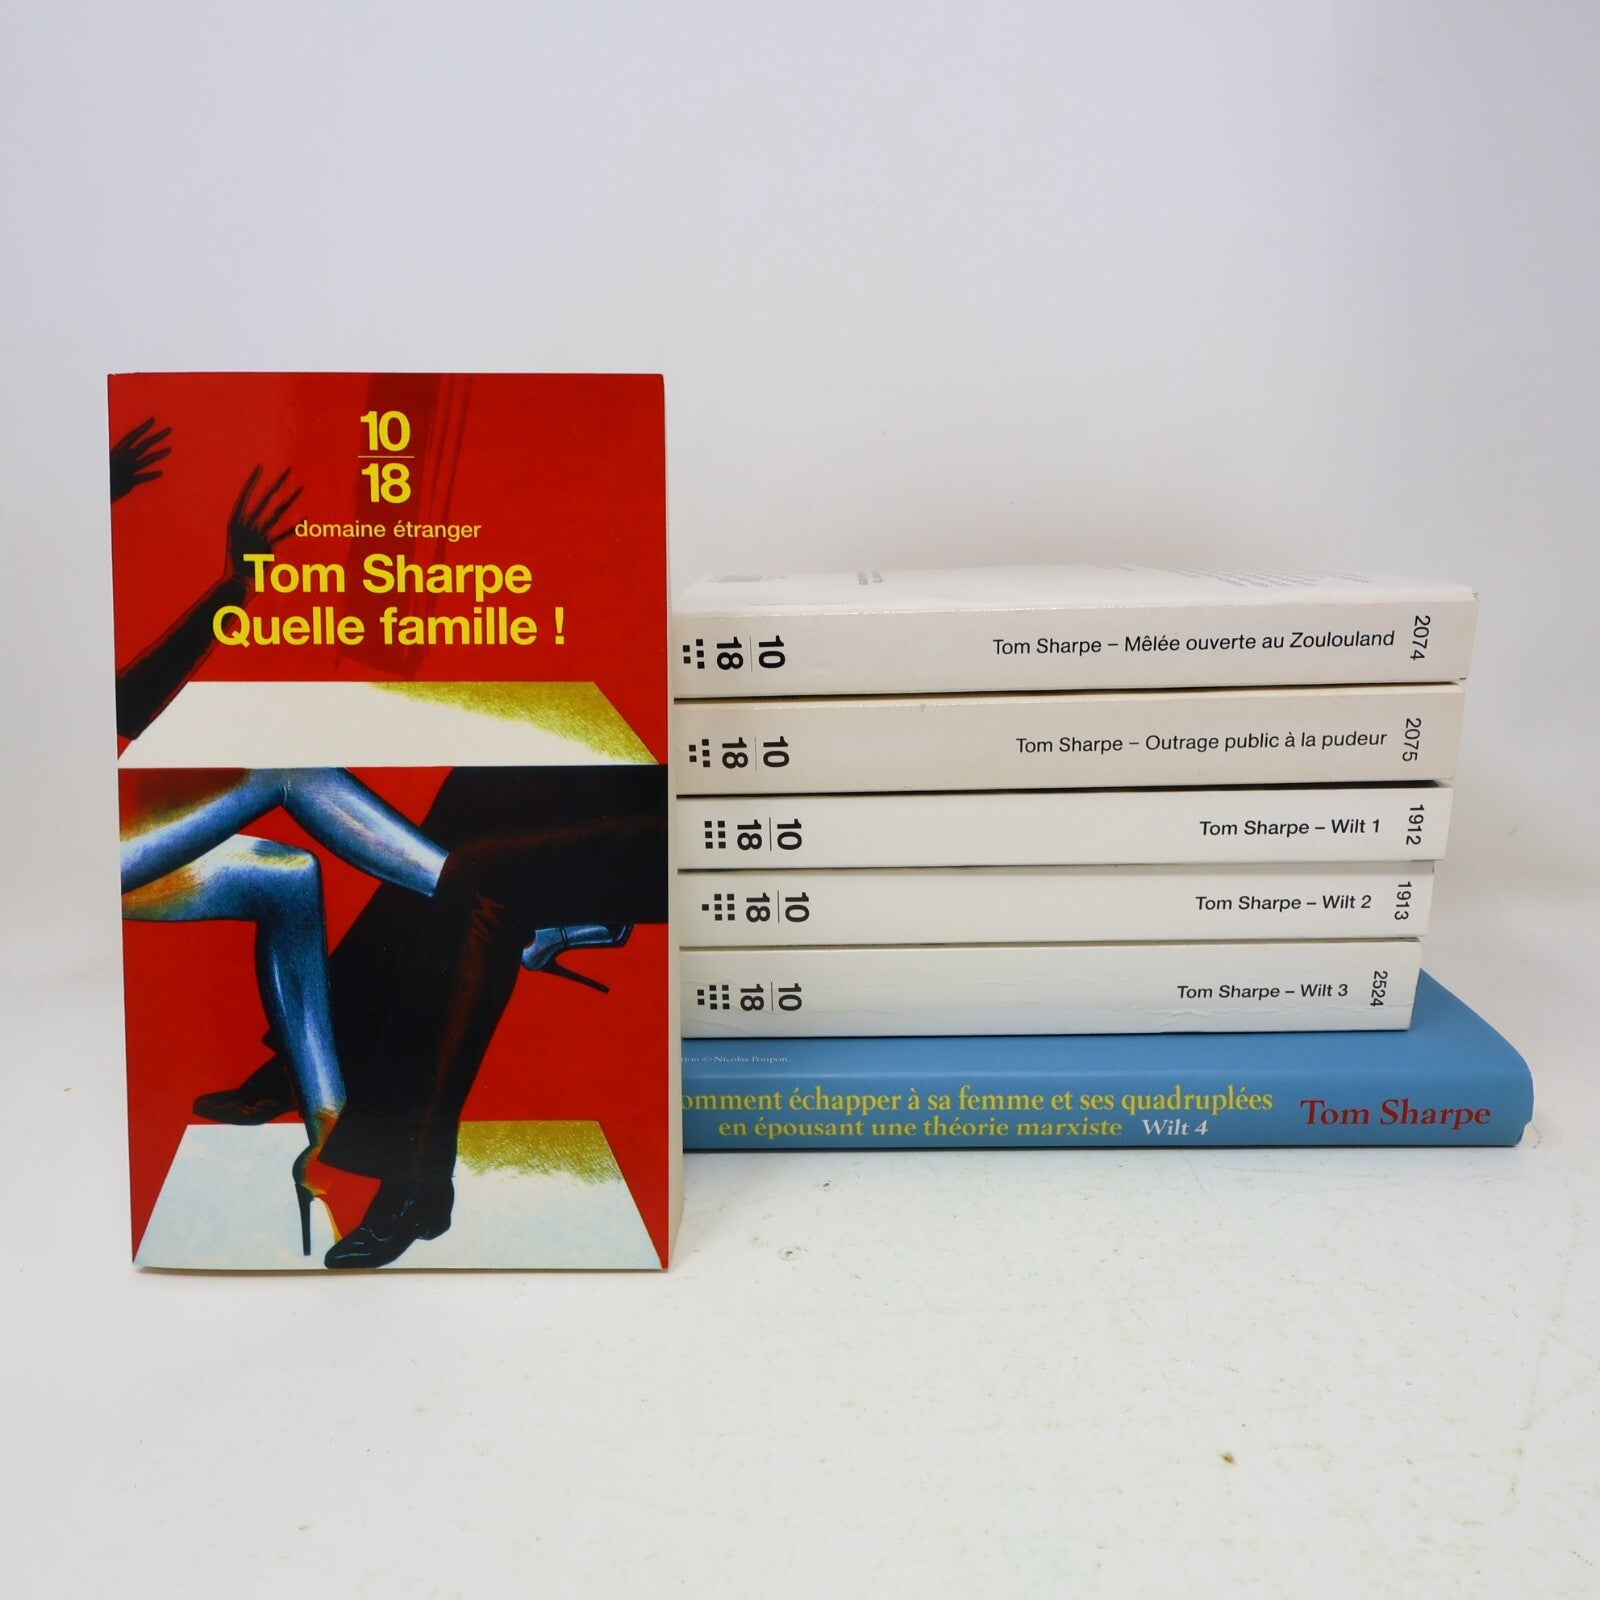 10
18
domaine étranger
Tom Sharpe
Quelle famille !
10
18
Tom Sharpe – Mêlée ouverte au Zoulouland
2074
10
18
Tom Sharpe – Outrage public à la pudeur
2075
10
18
Tom Sharpe – Wilt 1
1912
10
18
Tom Sharpe – Wilt 2
1913
10
18
Tom Sharpe – Wilt 3
2524
© Nicolas Poupon.
omment échapper à sa femme et ses quadruplées
en épousant une théorie marxiste Wilt 4
Tom Sharpe